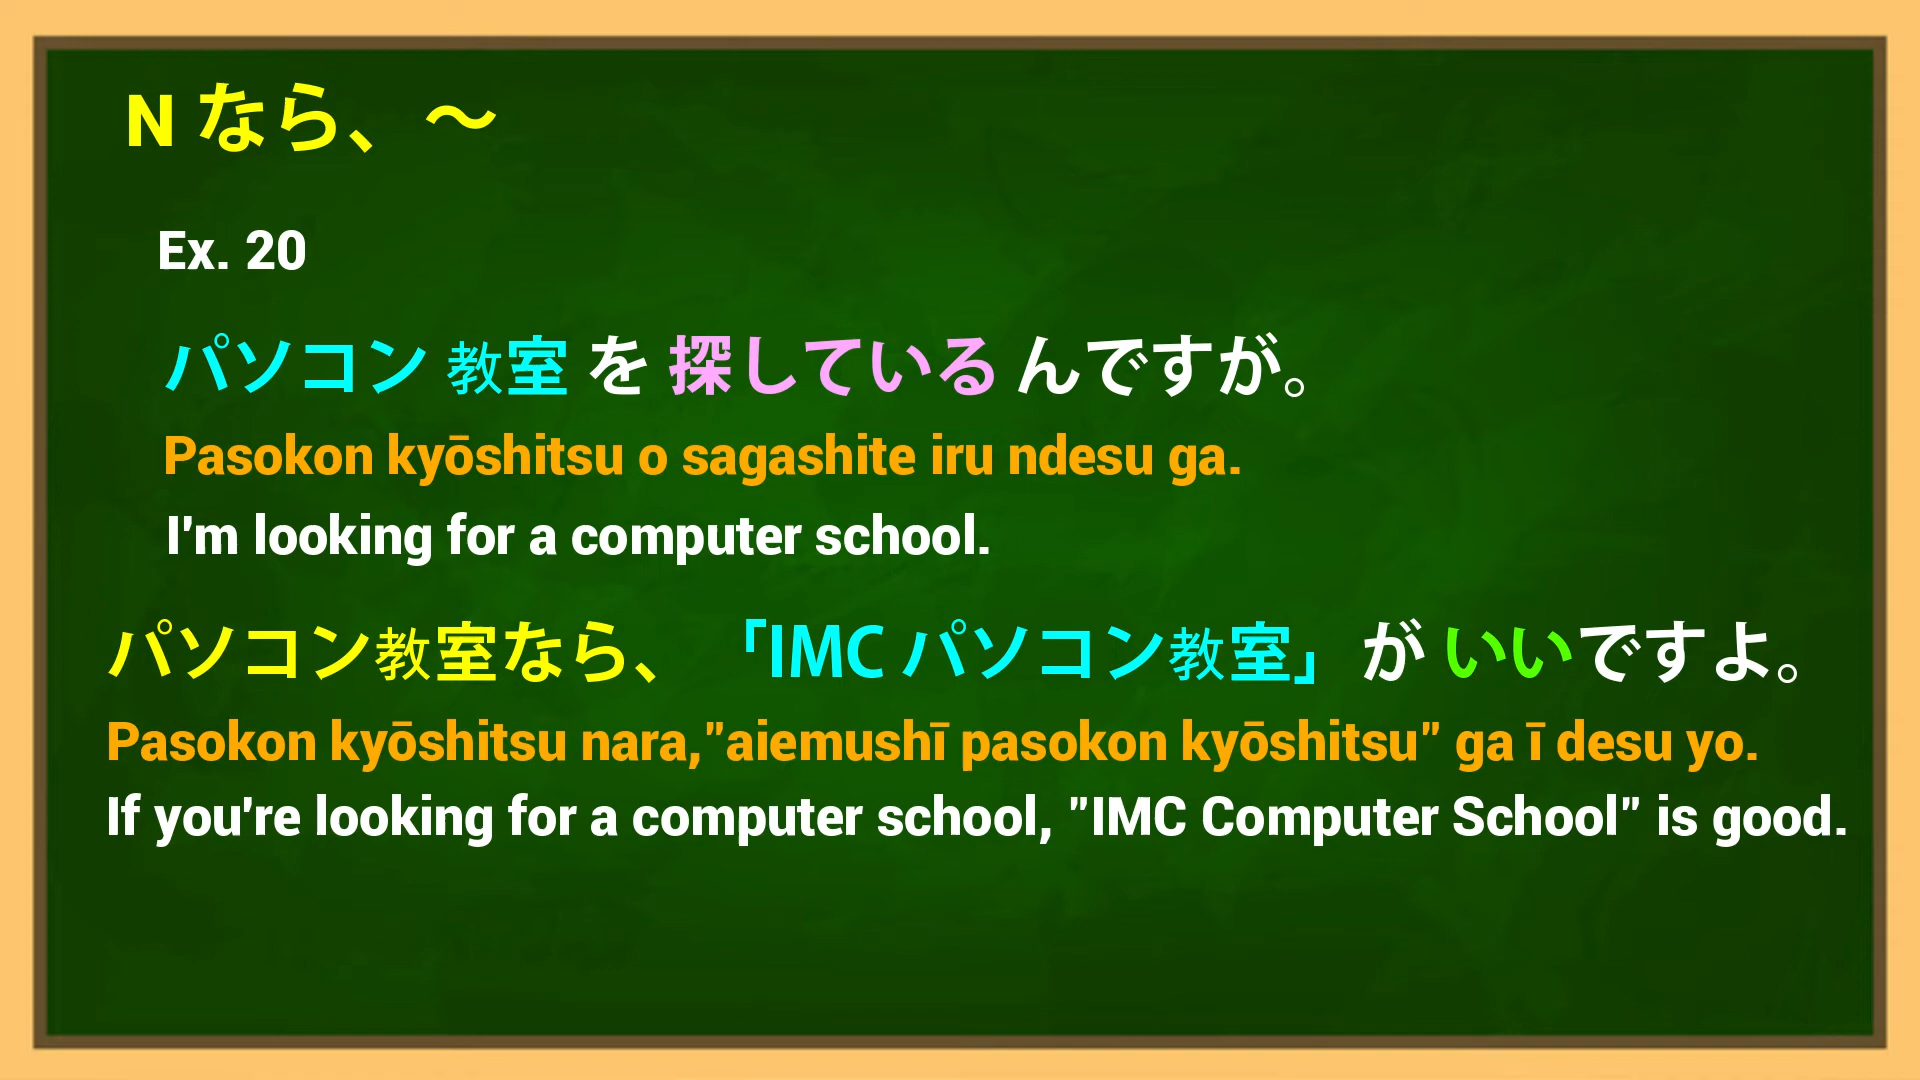 N なら、～
Ex. 20
パソコン 教室 を 探している んですが。
Pasokon kyōshitsu o sagashite iru ndesu ga.
I'm looking for a computer school.
パソコン教室なら、「IMC パソコン教室」 が いいですよ。
Pasokon kyōshitsu nara,"aiemushī pasokon kyōshitsu" ga ī desu yo.
If you're looking for a computer school, "IMC Computer School" is good.